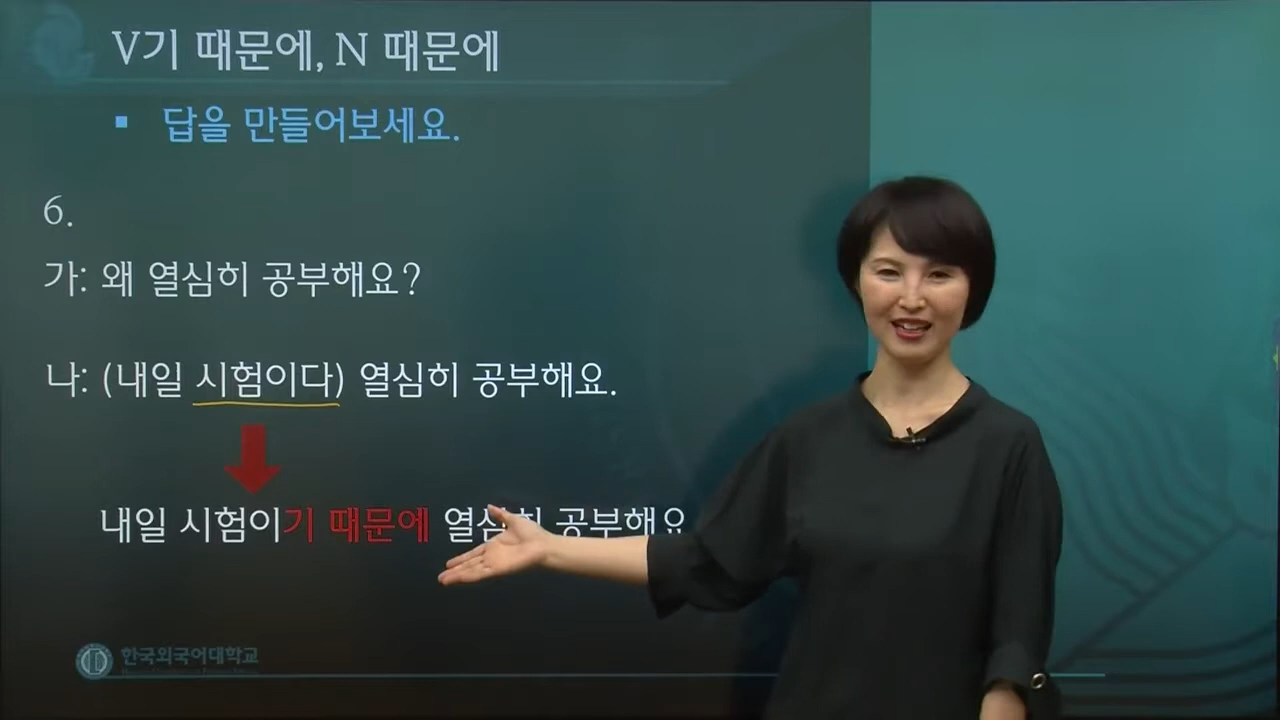 V기 때문에, N 때문에
▪ 답을 만들어보세요.
6.
가: 왜 열심히 공부해요?
나: (내일 시험이다) 열심히 공부해요.
내일 시험이기 때문에 열심히 공부해요
한국외국어대학교